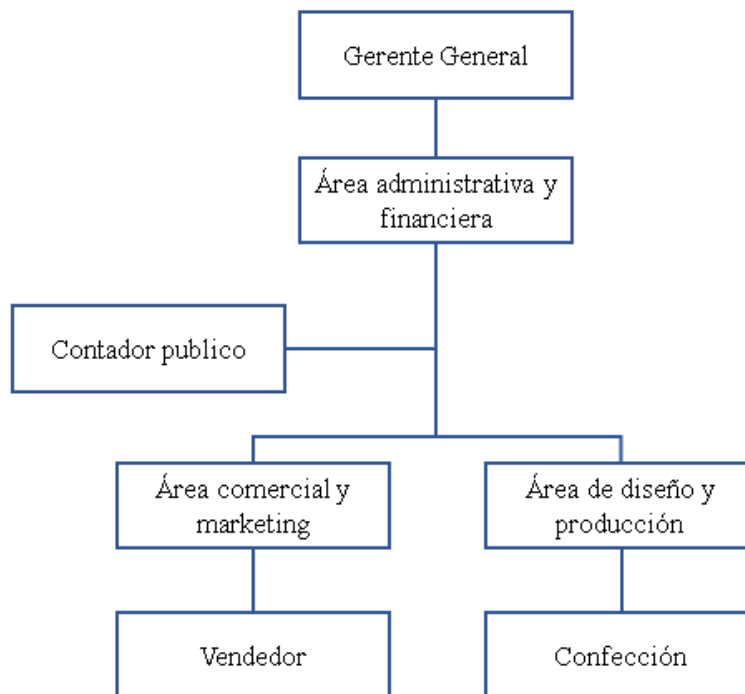 Gerente General
Área administrativa y
financiera
Contador publico
Área comercial y
marketing
Área de diseño y
producción
Vendedor
Confección